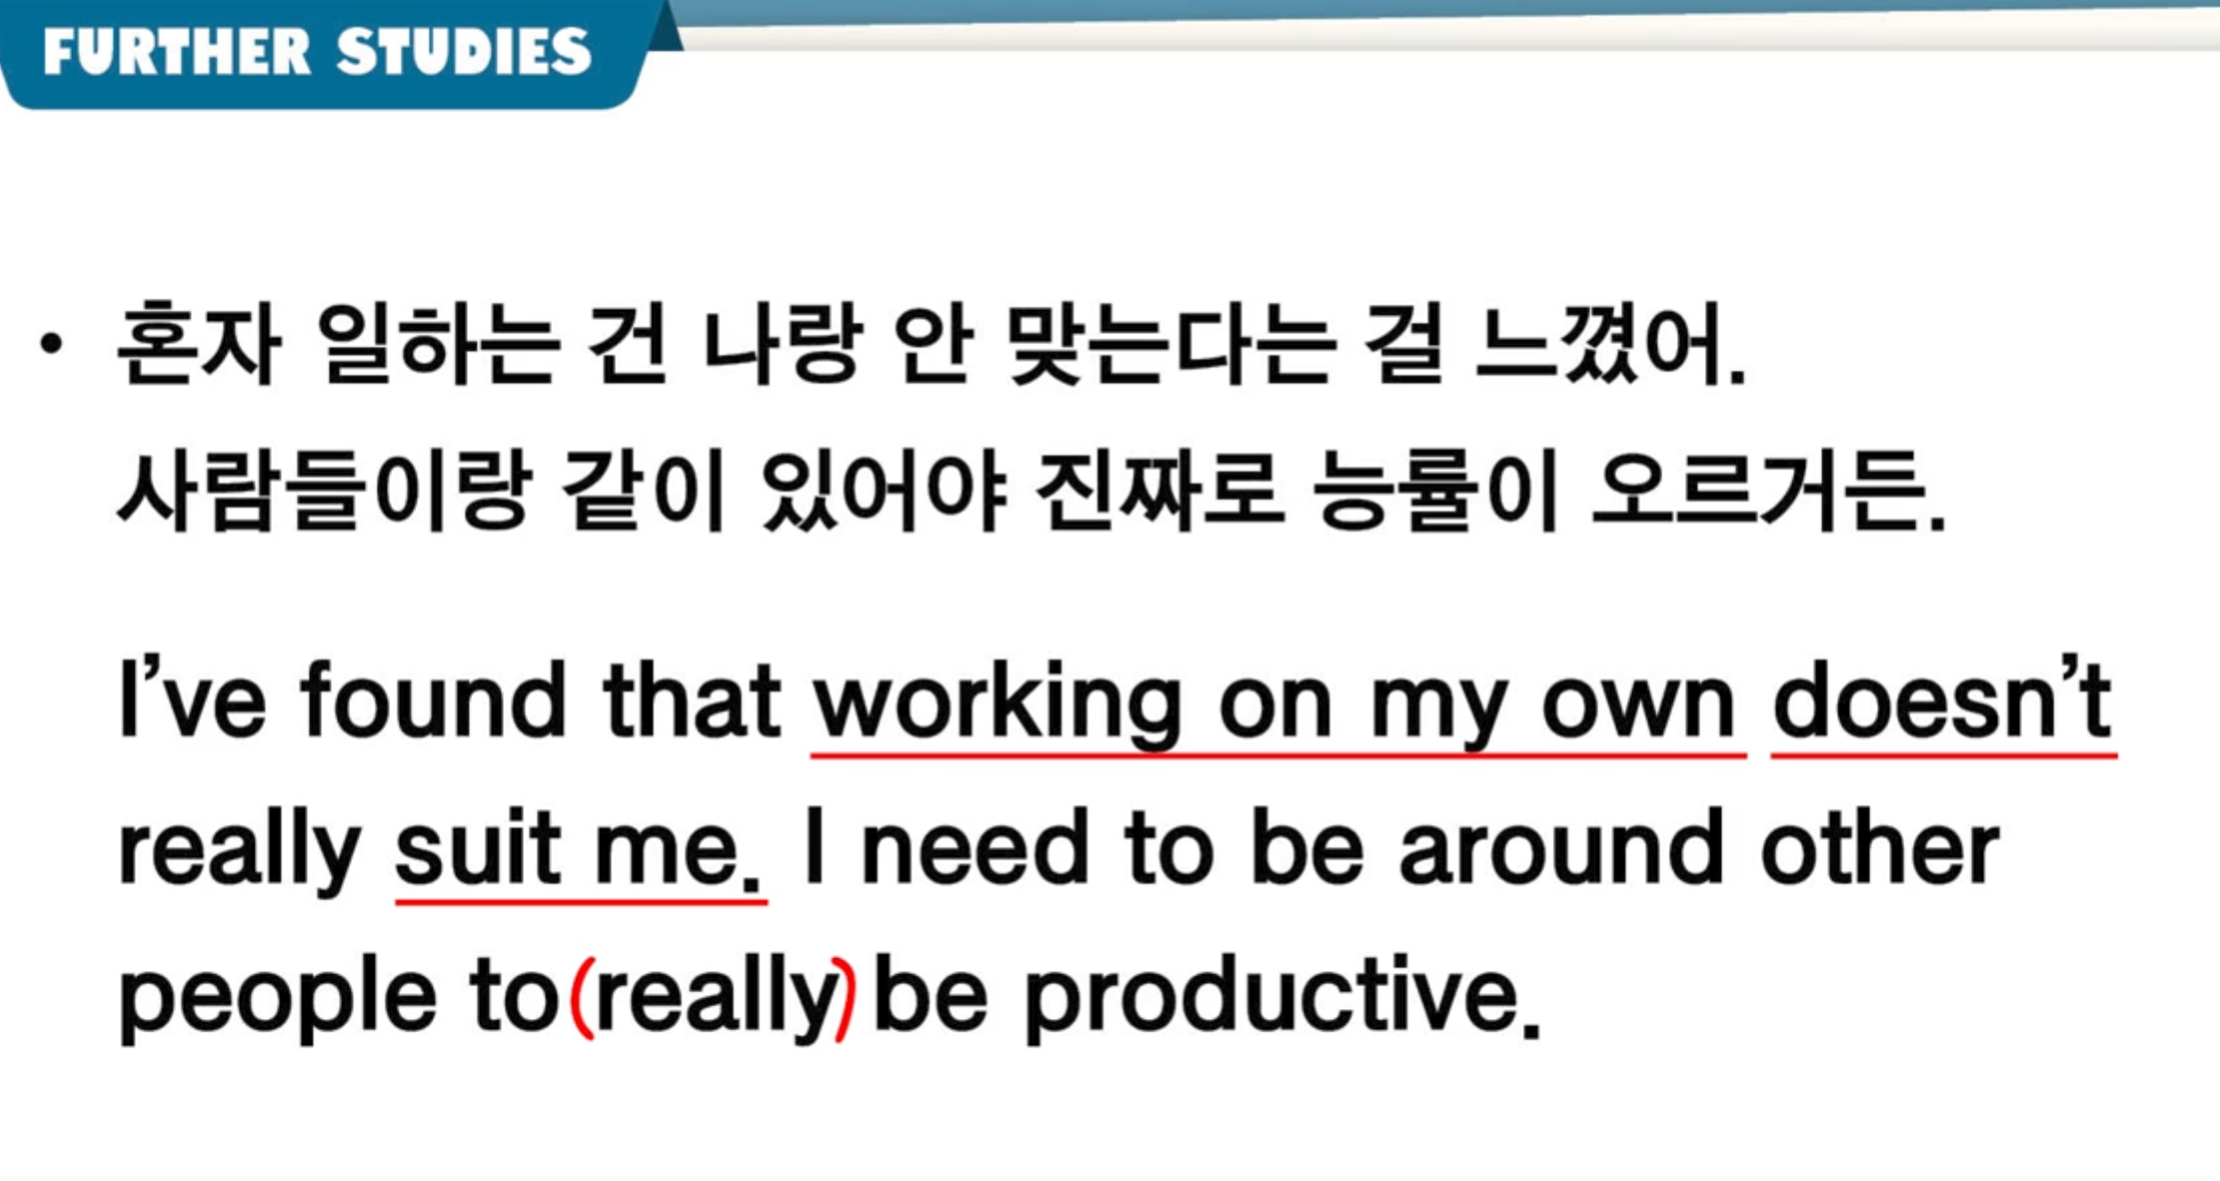 FURTHER STUDIES
• 혼자 일하는 건 나랑 안 맞는다는 걸 느꼈어.
사람들이랑 같이 있어야 진짜로 능률이 오르거든.
I've found that working on my own doesn't
really suit me. I need to be around other
people to (really) be productive.